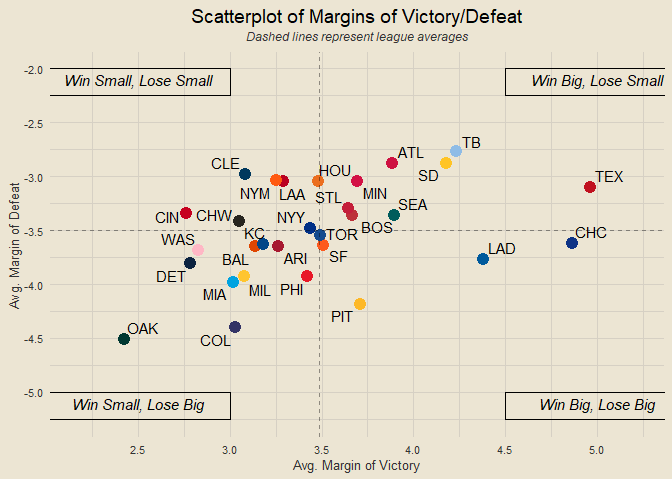 Scatterplot of Margins of Victory/Defeat
Dashed lines represent league averages
-2.0
Win Small, Lose Small
Win Big, Lose Small
-2.5
TB
ATL
CLE
HOU
SD
-3.0
TEX
NYM
LAA
STL
MIN
SEA
CIN
CHW
NYY
BOS
-3.5
WAS
KC
TOR
CHC
BAL
ARI
SF
LAD
DET
-4.0
MIA
MIL
PHI
PIT
OAK
COL
-4.5
-5.0
Win Small, Lose Big
Win Big, Lose Big
2.5
3.0
3.5
4.0
4.5
5.0
Avg. Margin of Victory
Avg. Margin of Defeat